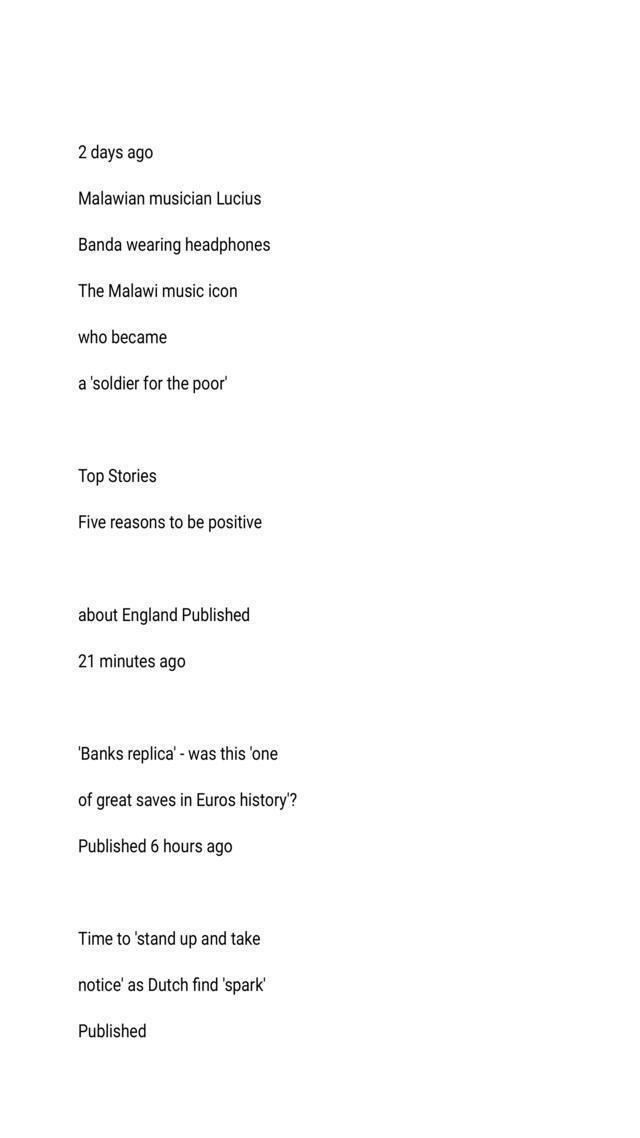 2 days ago
Malawian musician Lucius
Banda wearing headphones
The Malawi music icon
who became
a 'soldier for the poor'
Top Stories
Five reasons to be positive
about England Published
21 minutes ago
'Banks replica' - was this 'one
of great saves in Euros history'?
Published 6 hours ago
Time to 'stand up and take
notice' as Dutch find 'spark'
Published